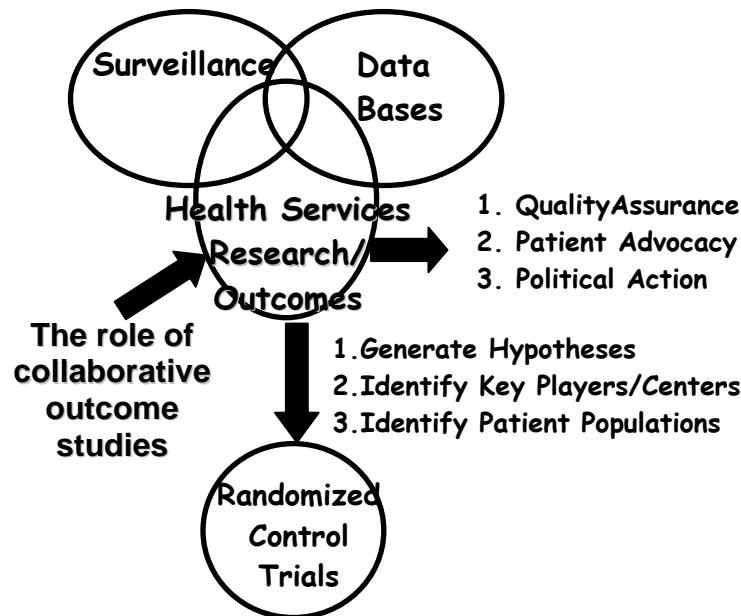 Surveillance
Data
Bases
Health Services
Research/
Outcomes
1. QualityAssurance
2. Patient Advocacy
3. Political Action
The role of
collaborative
outcome
studies
1.Generate Hypotheses
2.Identify Key Players/Centers
3.Identify Patient Populations
Randomized
Control
Trials